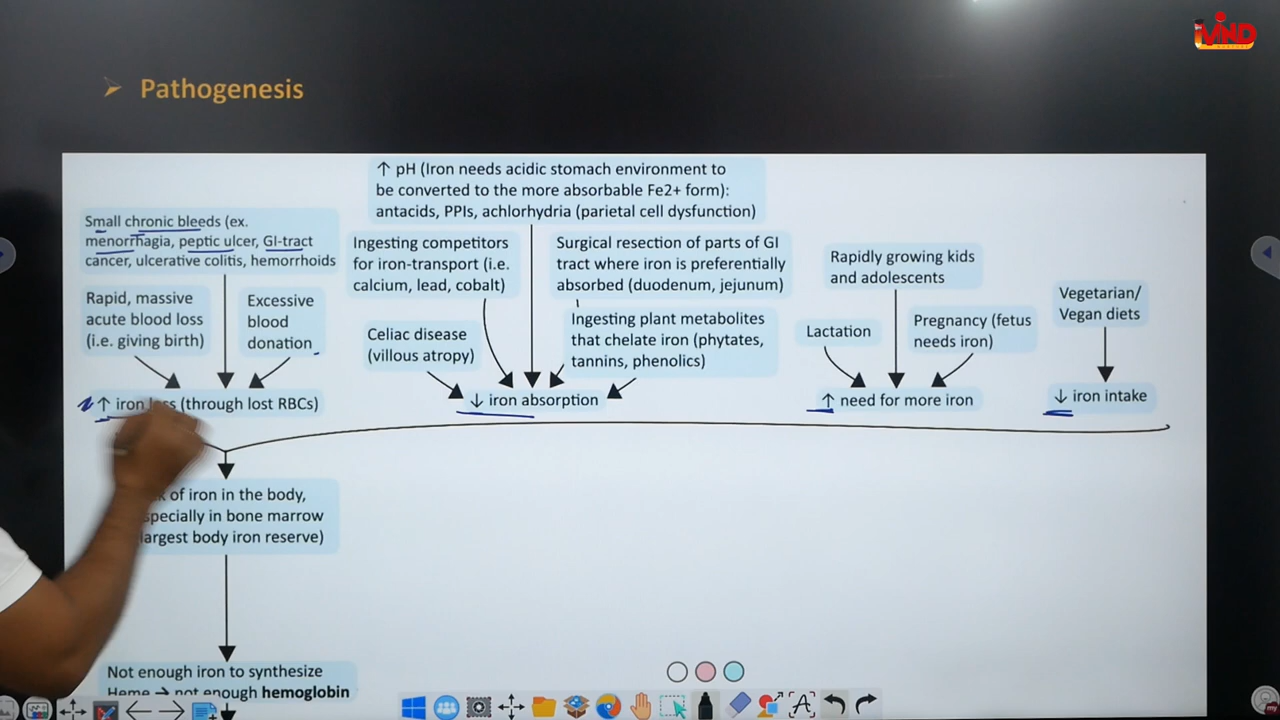 iMIND
Pathogenesis
↑ pH (Iron needs acidic stomach environment to
be converted to the more absorbable Fe2+ form):
antacids, PPIs, achlorhydria (parietal cell dysfunction)
Small chronic bleeds (ex.
menorrhagia, peptic ulcer, GI-tract
cancer, ulcerative colitis, hemorrhoids
Rapid, massive
acute blood loss
(i.e. giving birth)
Excessive
blood
donation
↑ iron loss (through lost RBCs)
Ingesting competitors
for iron-transport (i.e.
calcium, lead, cobalt)
Surgical resection of parts of GI
tract where iron is preferentially
absorbed (duodenum, jejunum)
Celiac disease
(villous atropy)
Ingesting plant metabolites
that chelate iron (phytates,
tannins, phenolics)
↓ iron absorption
Rapidly growing kids
and adolescents
Lactation
Pregnancy (fetus
needs iron)
↑ need for more iron
Vegetarian/
Vegan diets
↓ iron intake
of iron in the body,
especially in bone marrow
largest body iron reserve)
Not enough iron to synthesize
Heme → not enough hemoglobin